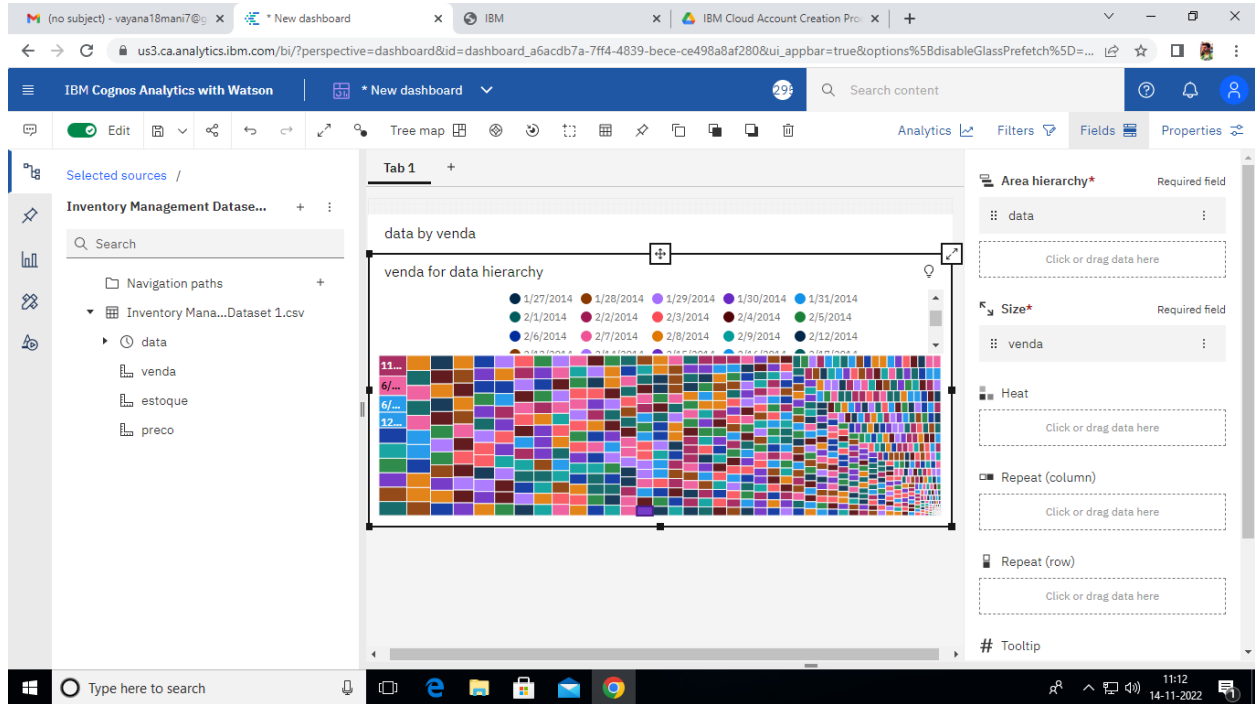 (no subject) - vayana18mani7@g
* New dashboard
IBM
IBM Cloud Account Creation Pro
us3.ca.analytics.ibm.com/bi/?perspective=dashboard&id=dashboard_a6acdb7a-7ff4-4839-bece-ce498a8af280&ui_appbar=true&options%5BdisableGlassPrefetch%5D=...
IBM Cognos Analytics with Watson
* New dashboard
295
Search content
Edit
Tree map
Analytics
Filters
Fields
Properties
Selected sources /
Inventory Management Datase...
Search
Navigation paths
Inventory Mana...Dataset 1.csv
data
venda
estoque
preco
Tab 1
data by venda
venda for data hierarchy
1/27/2014 1/28/2014 1/29/2014 1/30/2014 1/31/2014
2/1/2014 2/2/2014 2/3/2014 2/4/2014 2/5/2014
2/6/2014 2/7/2014 2/8/2014 2/9/2014 2/12/2014
11...
6/...
6/...
12...
Area hierarchy* Required field
data
Click or drag data here
Size* Required field
venda
Heat
Click or drag data here
Repeat (column)
Click or drag data here
Repeat (row)
Click or drag data here
# Tooltip
Type here to search
11:12
14-11-2022
1